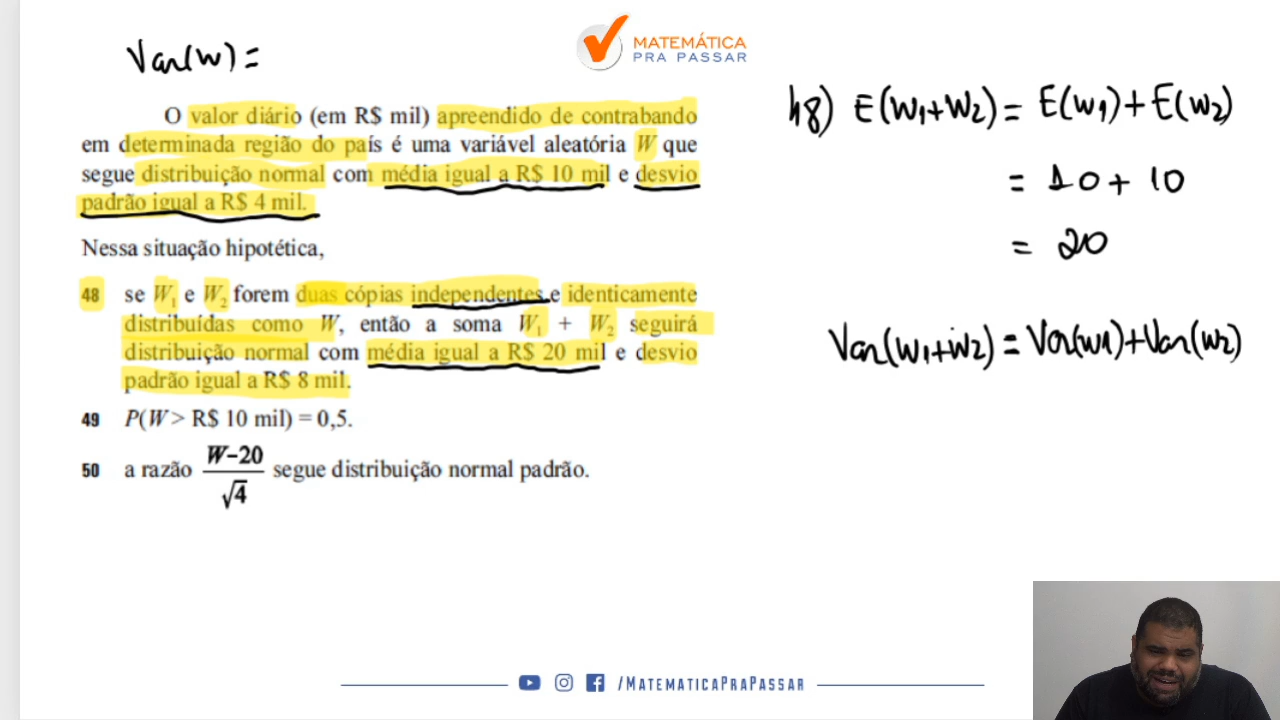 Var(W) =
MATEMÁTICA
PRA PASSAR
O valor diário (em R$ mil) apreendido de contrabando
em determinada região do país é uma variável aleatória W que
segue distribuição normal com média igual a R$ 10 mil e desvio
padrão igual a R$ 4 mil.
Nessa situação hipotética,
48 se W₁ e W₂ forem duas cópias independentes e identicamente
distribuídas como W, então a soma W₁ + W₂ seguirá
distribuição normal com média igual a R$ 20 mil e desvio
padrão igual a R$ 8 mil.
49 P(W > R$ 10 mil) = 0,5.
50 a razão (W–20)/√4 segue distribuição normal padrão.
48) E(W1+W2) = E(W1)+E(W2)
= 10 + 10
= 20
Var(W1+W2) = Var(W1)+Var(W2)
/MATEMATICAPRAPASSAR